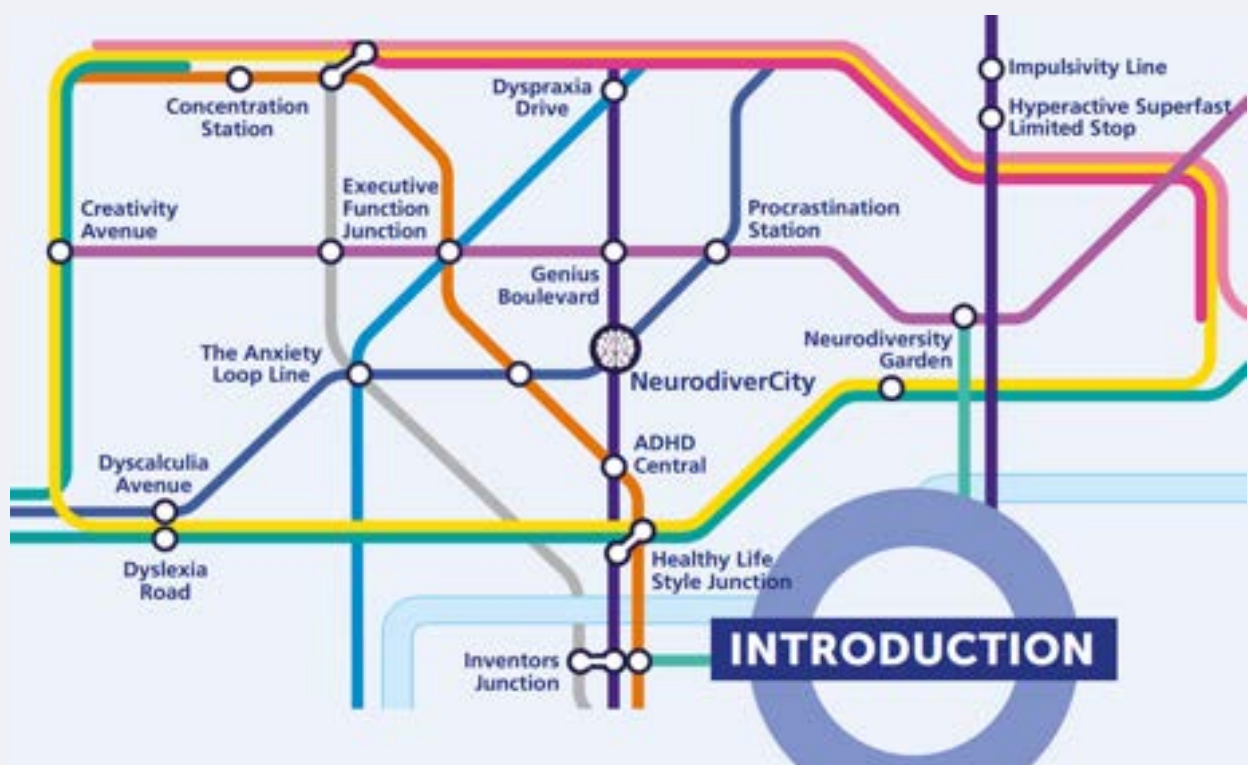 Impulsivity Line
Hyperactive Superfast
Limited Stop
Dyspraxia
Drive
Concentration
Station
Executive
Function
Junction
Creativity
Avenue
Procrastination
Station
Genius
Boulevard
Neurodiversity
Garden
The Anxiety
Loop Line
NeurodiverCity
ADHD
Central
Dyscalculia
Avenue
Dyslexia
Road
Healthy Life
Style Junction
Inventors
Junction
INTRODUCTION